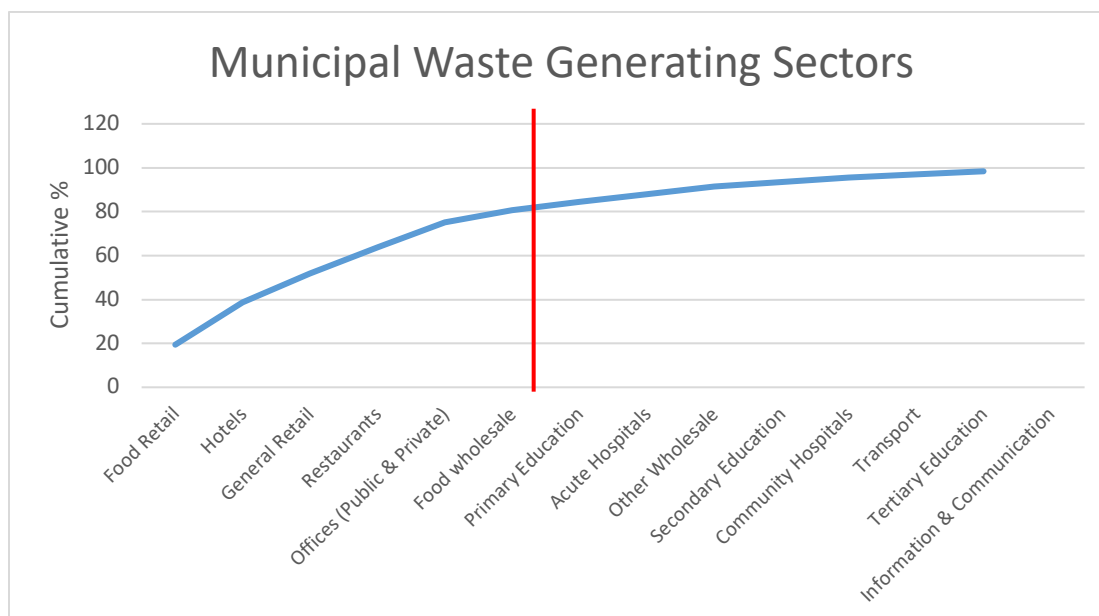 Municipal Waste Generating Sectors
Cumulative %
120
100
80
60
40
20
0
Food Retail
Hotels
General Retail
Restaurants
Offices (Public & Private)
Food wholesale
Primary Education
Acute Hospitals
Other Wholesale
Secondary Education
Community Hospitals
Transport
Tertiary Education
Information & Communication